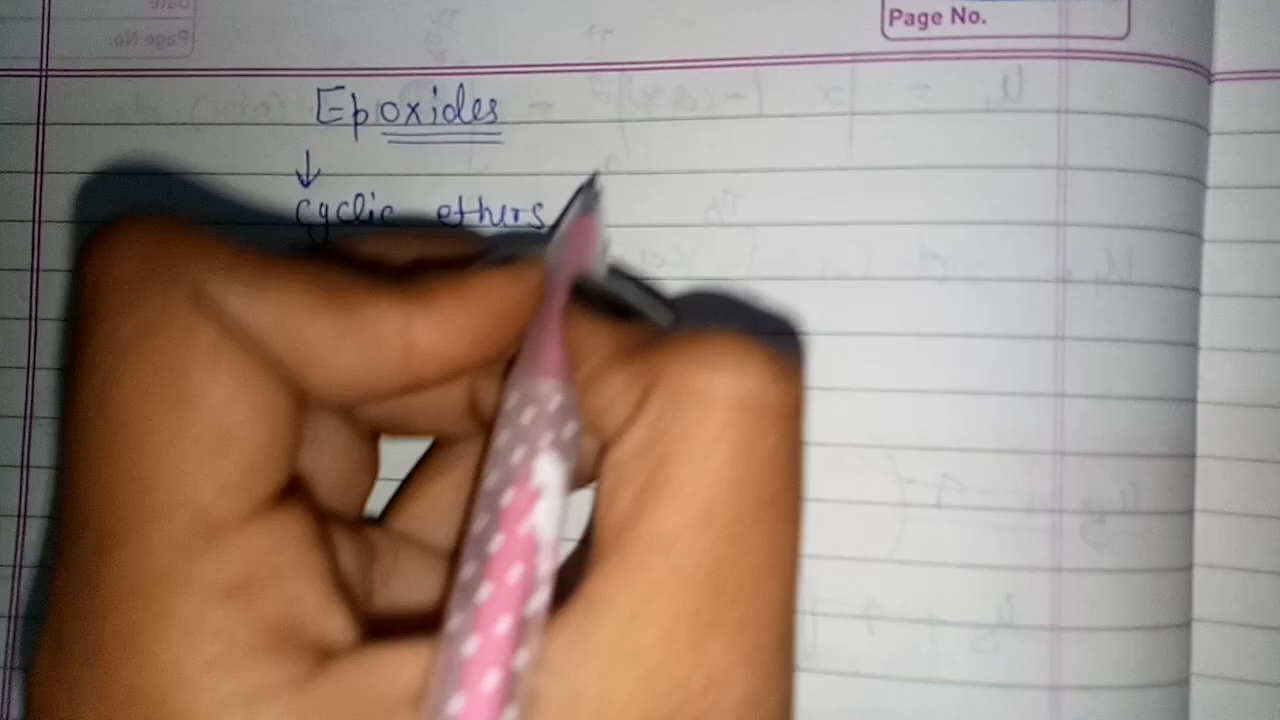 Page No.
Epoxides
↓
cyclic ethers